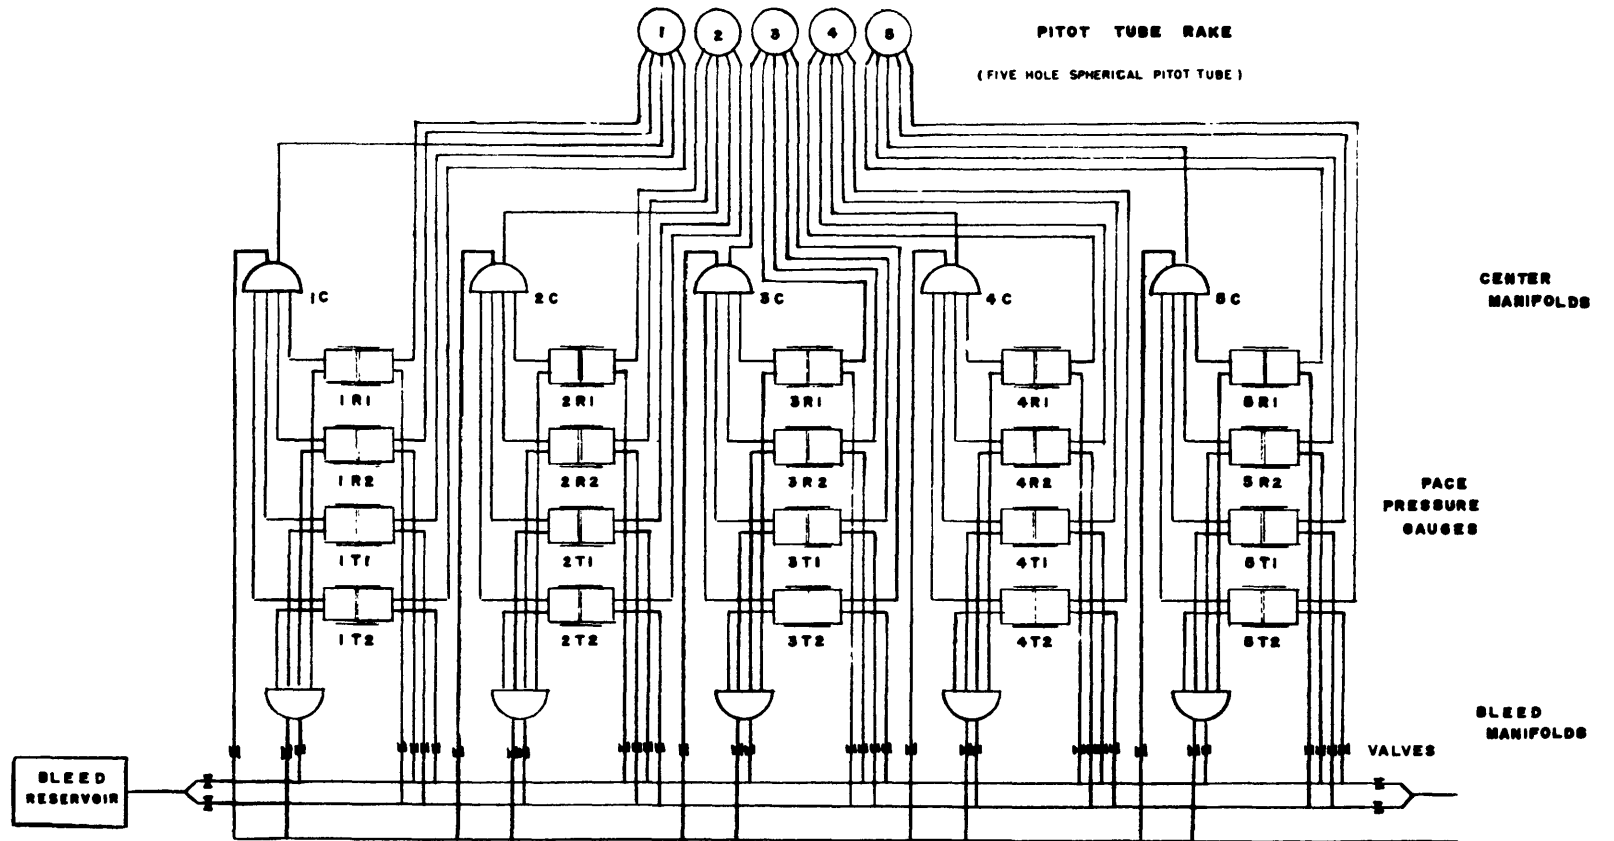 1 2 3 4 5
PITOT TUBE RAKE
(FIVE HOLE SPHERICAL PITOT TUBE)
1C 2C 3C 4C 5C
CENTER
MANIFOLDS
1R1 2R1 3R1 4R1 5R1
1R2 2R2 3R2 4R2 5R2
PACE
PRESSURE
GAUGES
1T1 2T1 3T1 4T1 5T1
1T2 2T2 3T2 4T2 5T2
BLEED
MANIFOLDS
VALVES
BLEED
RESERVOIR